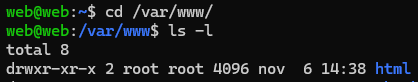 web@web:~$ cd /var/www/
web@web:/var/www$ ls -l
total 8
drwxr-xr-x 2 root root 4096 nov  6 14:38 html